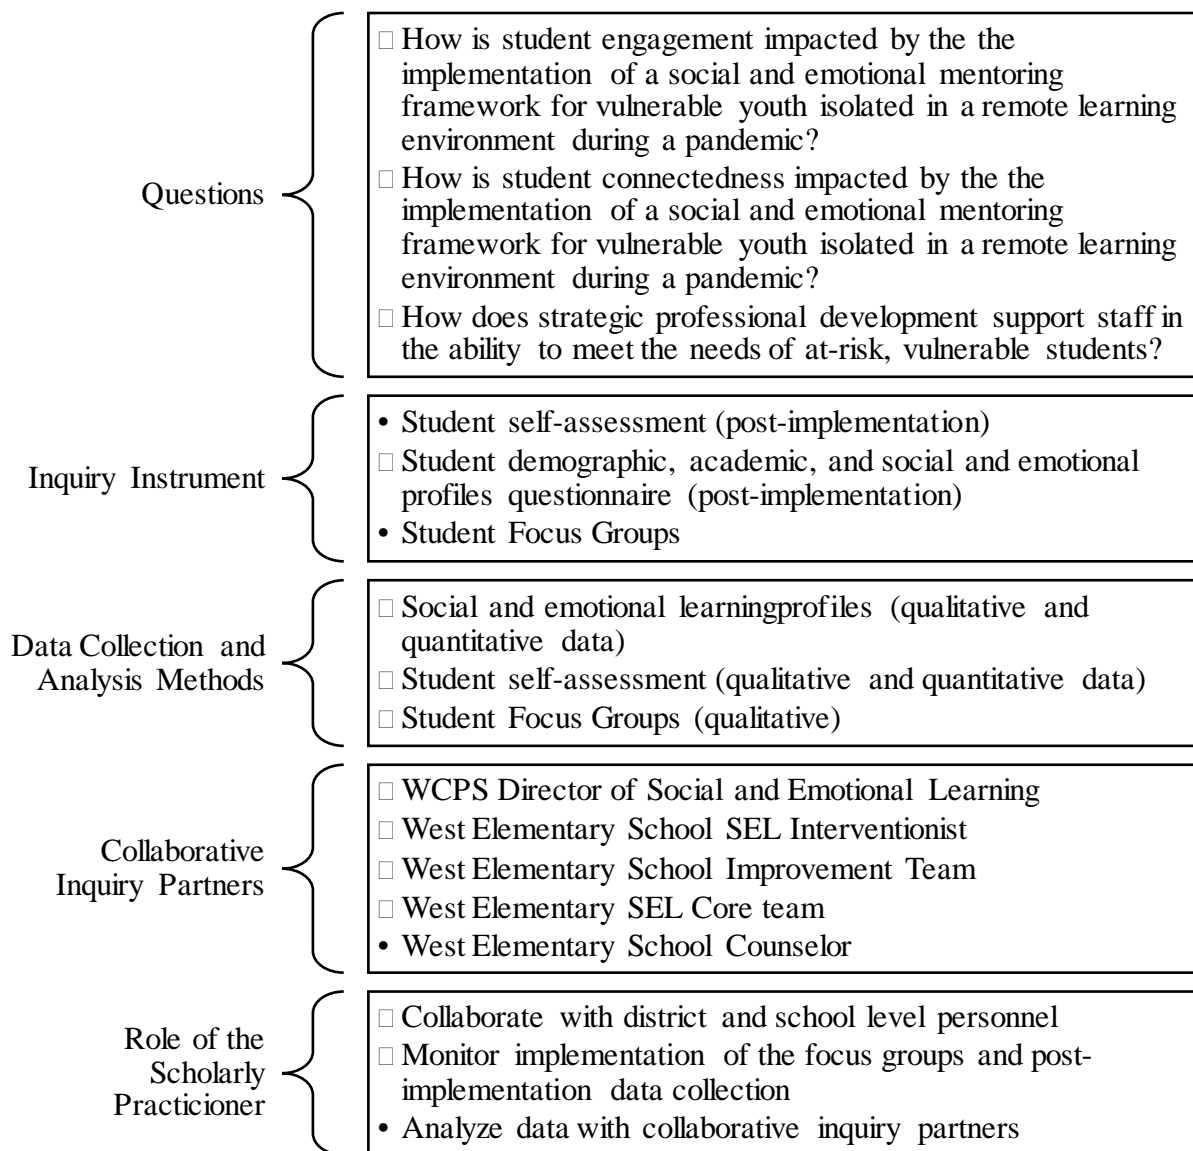 Questions
□ How is student engagement impacted by the the
implementation of a social and emotional mentoring
framework for vulnerable youth isolated in a remote learning
environment during a pandemic?
□ How is student connectedness impacted by the the
implementation of a social and emotional mentoring
framework for vulnerable youth isolated in a remote learning
environment during a pandemic?
□ How does strategic professional development support staff in
the ability to meet the needs of at-risk, vulnerable students?
Inquiry Instrument
• Student self-assessment (post-implementation)
□ Student demographic, academic, and social and emotional
profiles questionnaire (post-implementation)
• Student Focus Groups
Data Collection and
Analysis Methods
□ Social and emotional learningprofiles (qualitative and
quantitative data)
□ Student self-assessment (qualitative and quantitative data)
□ Student Focus Groups (qualitative)
Collaborative
Inquiry Partners
□ WCPS Director of Social and Emotional Learning
□ West Elementary School SEL Interventionist
□ West Elementary School Improvement Team
□ West Elementary SEL Core team
• West Elementary School Counselor
Role of the
Scholarly
Practicioner
□ Collaborate with district and school level personnel
□ Monitor implementation of the focus groups and post-
implementation data collection
• Analyze data with collaborative inquiry partners